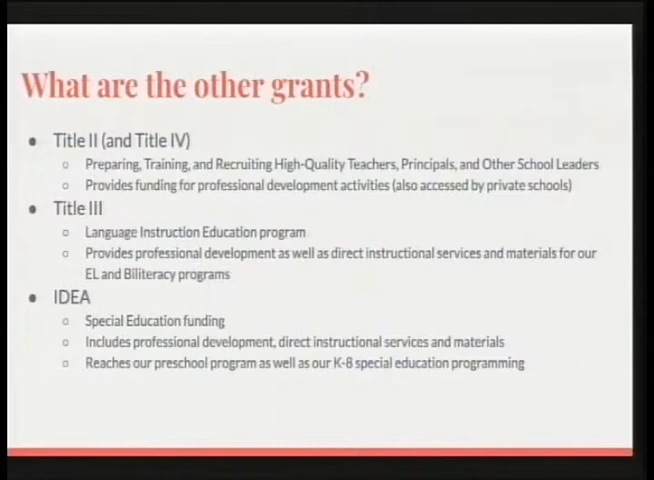 What are the other grants?
● Title II (and Title IV)
○ Preparing, Training, and Recruiting High-Quality Teachers, Principals, and Other School Leaders
○ Provides funding for professional development activities (also accessed by private schools)
● Title III
○ Language Instruction Education program
○ Provides professional development as well as direct instructional services and materials for our
EL and Biliteracy programs
● IDEA
○ Special Education funding
○ Includes professional development, direct instructional services and materials
○ Reaches our preschool program as well as our K-8 special education programming